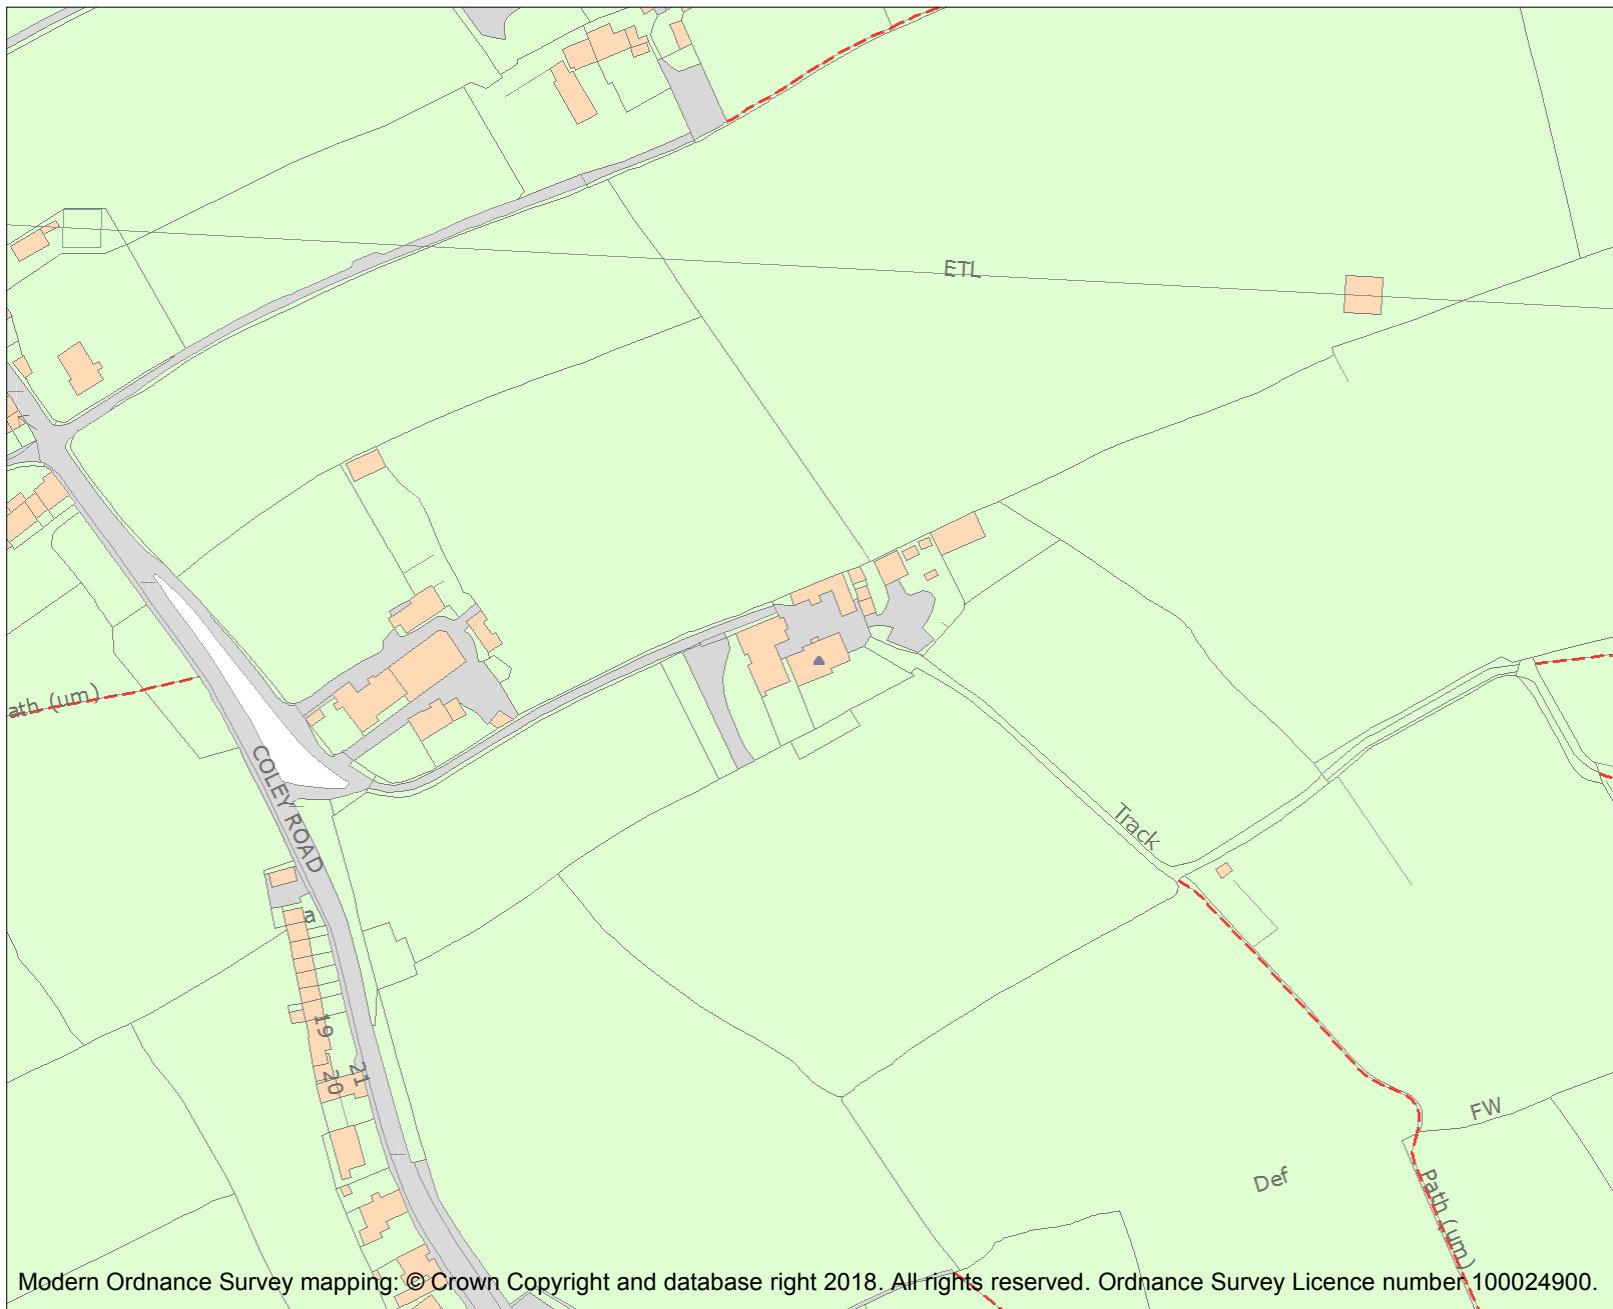 ETL
ath (um)
COLEY ROAD
Track
a
19
20
21
FW
Def
Path (um)
Modern Ordnance Survey mapping: © Crown Copyright and database right 2018. All rights reserved. Ordnance Survey Licence number 100024900.